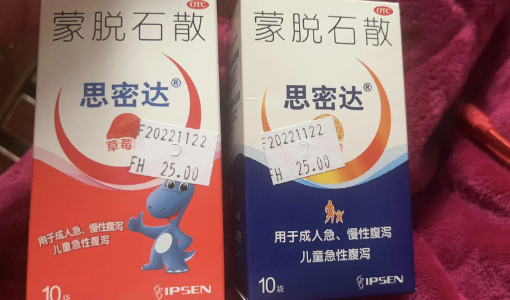 蒙脱石散
OTC
思密达®
草莓
F20221122
FH 25.00
用于成人急、慢性腹泻
儿童急性腹泻
10袋
IPSEN
蒙脱石散
OTC
思密达®
F20221122
FH 25.00
用于成人急、慢性腹泻
儿童急性腹泻
10袋
IPSEN